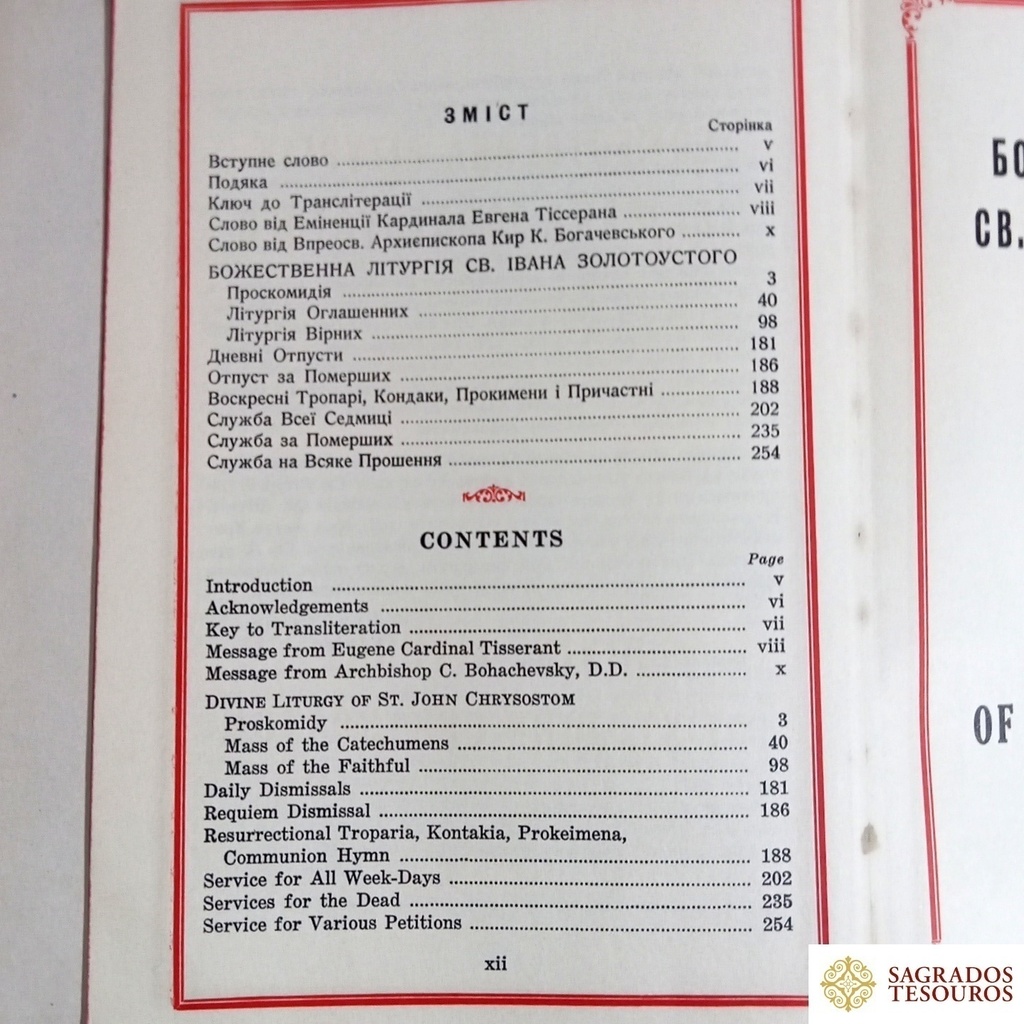 ЗМІСТ
Сторінка
Вступне слово v
Подяка vi
Ключ до Транслітерації vii
Слово від Еміненції Кардинала Евгена Тіссерана viii
Слово від Впреосв. Архиєпископа Кир К. Богачевського x
БОЖЕСТВЕННА ЛІТУРГІЯ СВ. ІВАНА ЗОЛОТОУСТОГО
Проскомидія 3
Літургія Оглашенних 40
Літургія Вірних 98
Дневні Отпусти 181
Отпуст за Померших 186
Воскресні Тропарі, Кондаки, Прокимени і Причастні 188
Служба Всеї Седмиці 202
Служба за Померших 235
Служба на Всяке Прошення 254
CONTENTS
Page
Introduction v
Acknowledgements vi
Key to Transliteration vii
Message from Eugene Cardinal Tisserant viii
Message from Archbishop C. Bohachevsky, D.D. x
DIVINE LITURGY OF ST. JOHN CHRYSOSTOM
Proskomidy 3
Mass of the Catechumens 40
Mass of the Faithful 98
Daily Dismissals 181
Requiem Dismissal 186
Resurrectional Troparia, Kontakia, Prokeimena,
Communion Hymn 188
Service for All Week-Days 202
Services for the Dead 235
Service for Various Petitions 254
xii
БО
СВ.
OF
SAGRADOS
TESOUROS